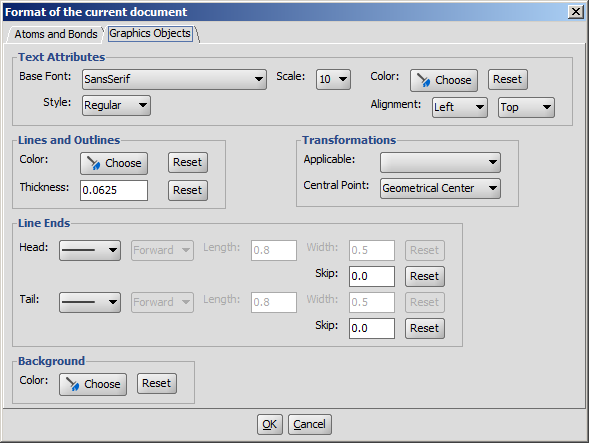 Format of the current document
Atoms and Bonds Graphics Objects
Text Attributes
Base Font: SansSerif Scale: 10 Color: Choose Reset
Style: Regular Alignment: Left Top
Lines and Outlines Transformations
Color: Choose Reset Applicable:
Thickness: 0.0625 Reset Central Point: Geometrical Center
Line Ends
Head: Forward Length: 0.8 Width: 0.5 Reset
Skip: 0.0 Reset
Tail: Forward Length: 0.8 Width: 0.5 Reset
Skip: 0.0 Reset
Background
Color: Choose Reset
OK Cancel